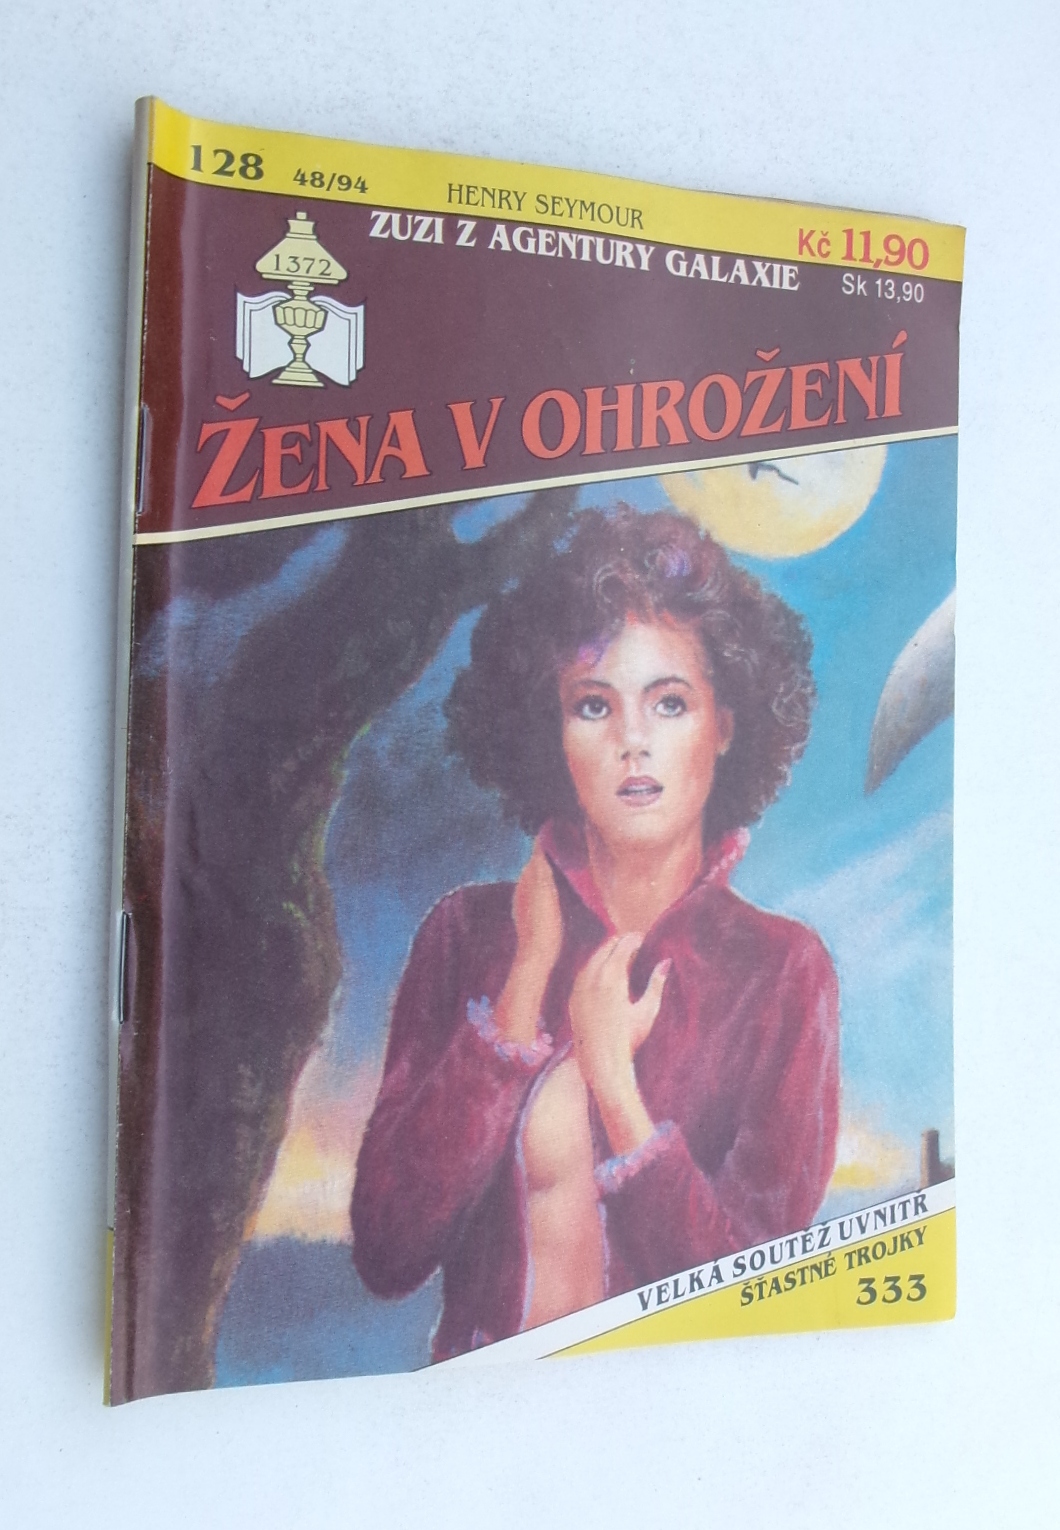 128 48/94 HENRY SEYMOUR
ZUZI Z AGENTURY GALAXIE
Kč 11,90
Sk 13,90
1372
ŽENA V OHROŽENÍ
VELKÁ SOUTĚŽ UVNITŘ
ŠŤASTNÉ TROJKY
333